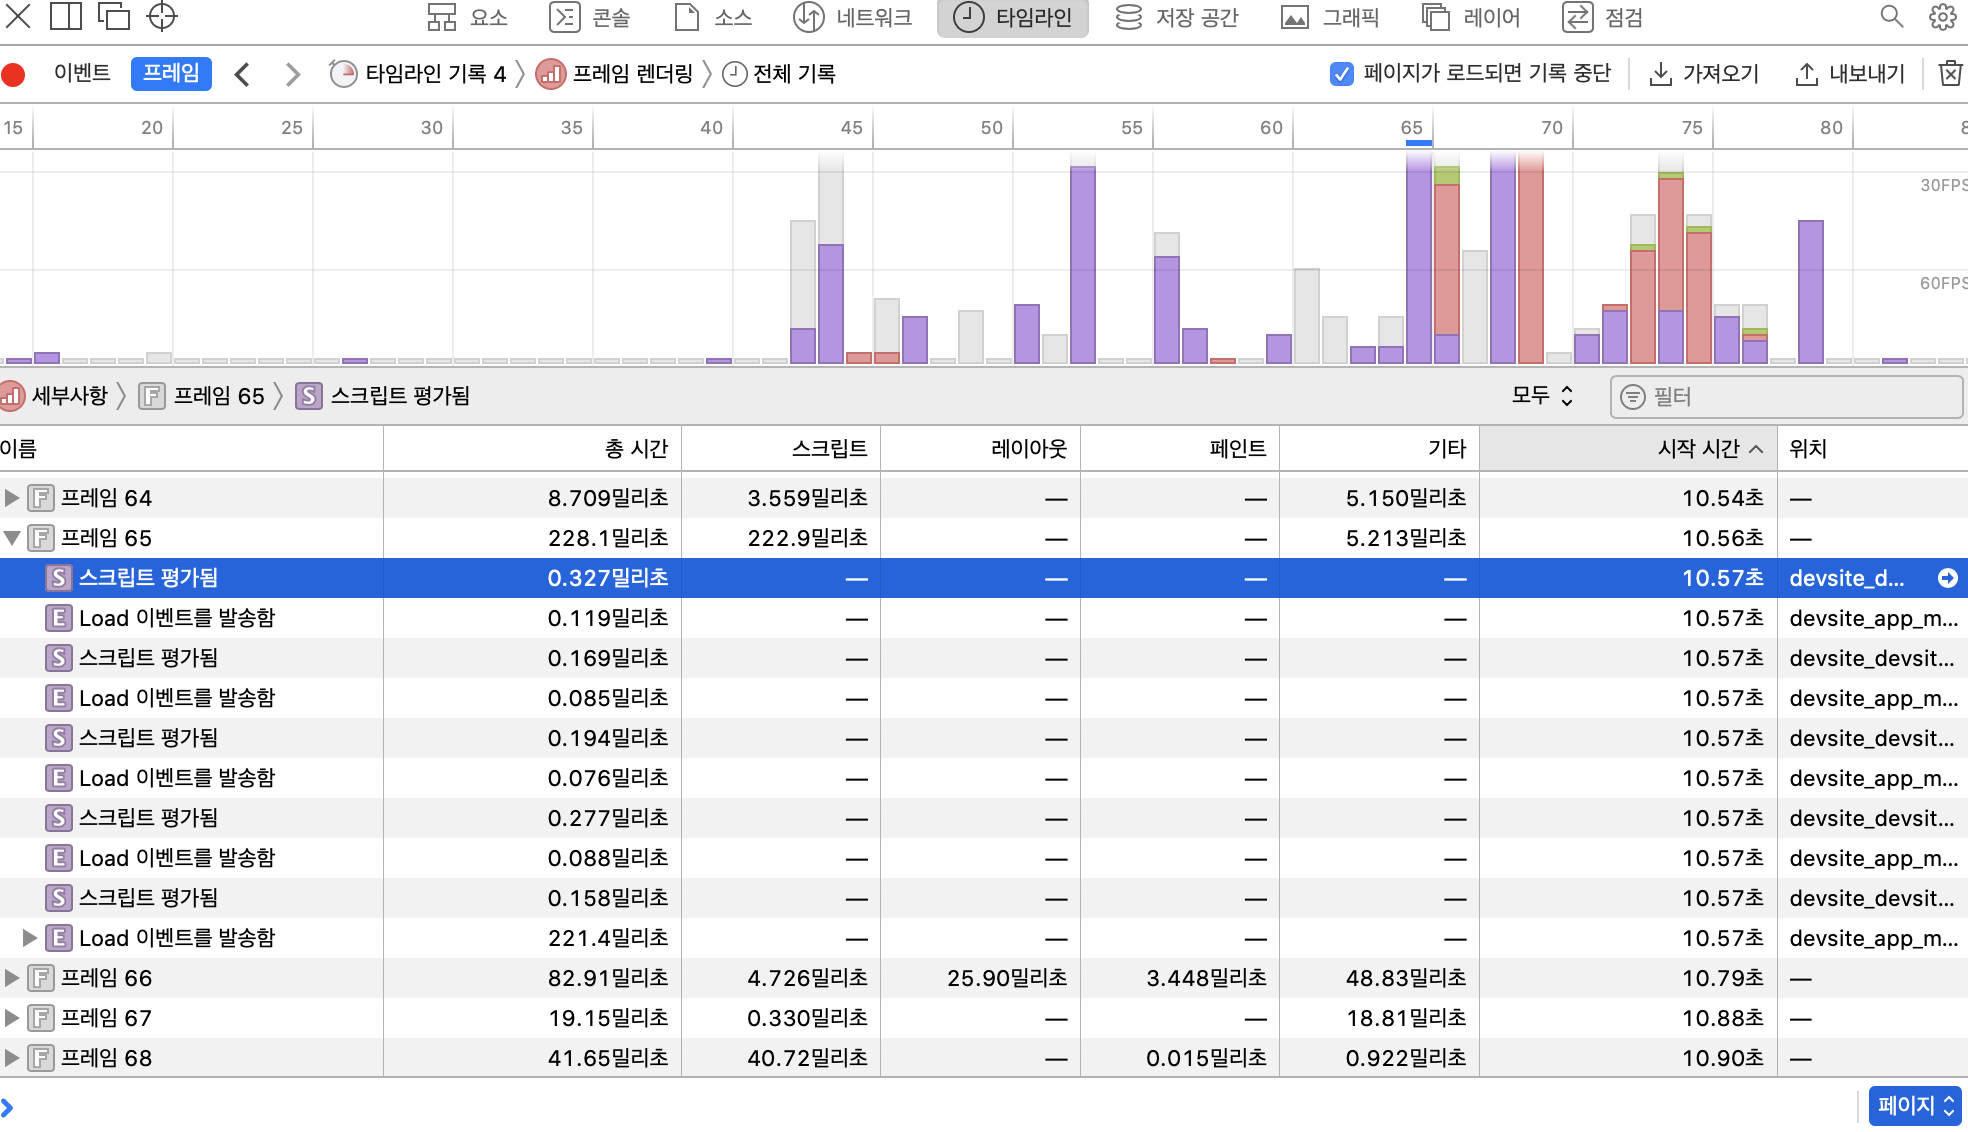 요소 콘솔 소스 네트워크 타임라인 저장 공간 그래픽 레이어 점검
이벤트 프레임 타임라인 기록 4 프레임 렌더링 전체 기록 페이지가 로드되면 기록 중단 가져오기 내보내기
15 20 25 30 35 40 45 50 55 60 65 70 75 80
30FPS
60FPS
세부사항 F 프레임 65 S 스크립트 평가됨 모두 필터
이름 총 시간 스크립트 레이아웃 페인트 기타 시작 시간 위치
F 프레임 64 8.709밀리초 3.559밀리초 — — 5.150밀리초 10.54초 —
F 프레임 65 228.1밀리초 222.9밀리초 — — 5.213밀리초 10.56초 —
S 스크립트 평가됨 0.327밀리초 — — — — 10.57초 devsite_d...
E Load 이벤트를 발송함 0.119밀리초 — — — — 10.57초 devsite_app_m...
S 스크립트 평가됨 0.169밀리초 — — — — 10.57초 devsite_devsit...
E Load 이벤트를 발송함 0.085밀리초 — — — — 10.57초 devsite_app_m...
S 스크립트 평가됨 0.194밀리초 — — — — 10.57초 devsite_devsit...
E Load 이벤트를 발송함 0.076밀리초 — — — — 10.57초 devsite_app_m...
S 스크립트 평가됨 0.277밀리초 — — — — 10.57초 devsite_devsit...
E Load 이벤트를 발송함 0.088밀리초 — — — — 10.57초 devsite_app_m...
S 스크립트 평가됨 0.158밀리초 — — — — 10.57초 devsite_devsit...
E Load 이벤트를 발송함 221.4밀리초 — — — — 10.57초 devsite_app_m...
F 프레임 66 82.91밀리초 4.726밀리초 25.90밀리초 3.448밀리초 48.83밀리초 10.79초 —
F 프레임 67 19.15밀리초 0.330밀리초 — — 18.81밀리초 10.88초 —
F 프레임 68 41.65밀리초 40.72밀리초 — 0.015밀리초 0.922밀리초 10.90초 —
페이지